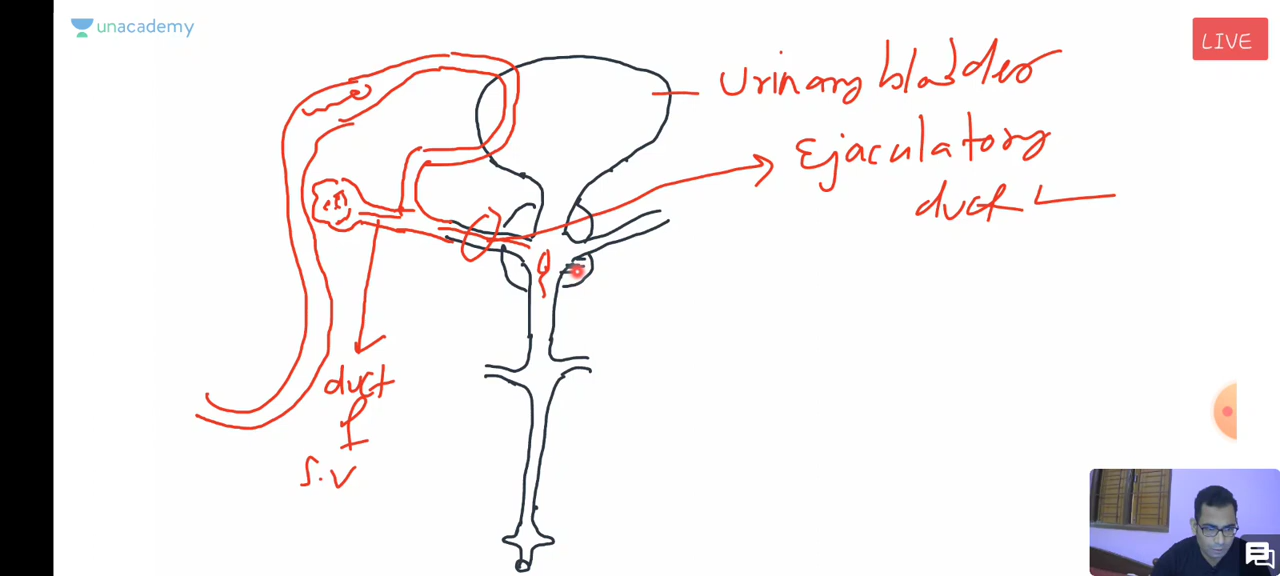 unacademy
LIVE
Urinary bladder
Ejaculatory
duct
duct
of
S.V